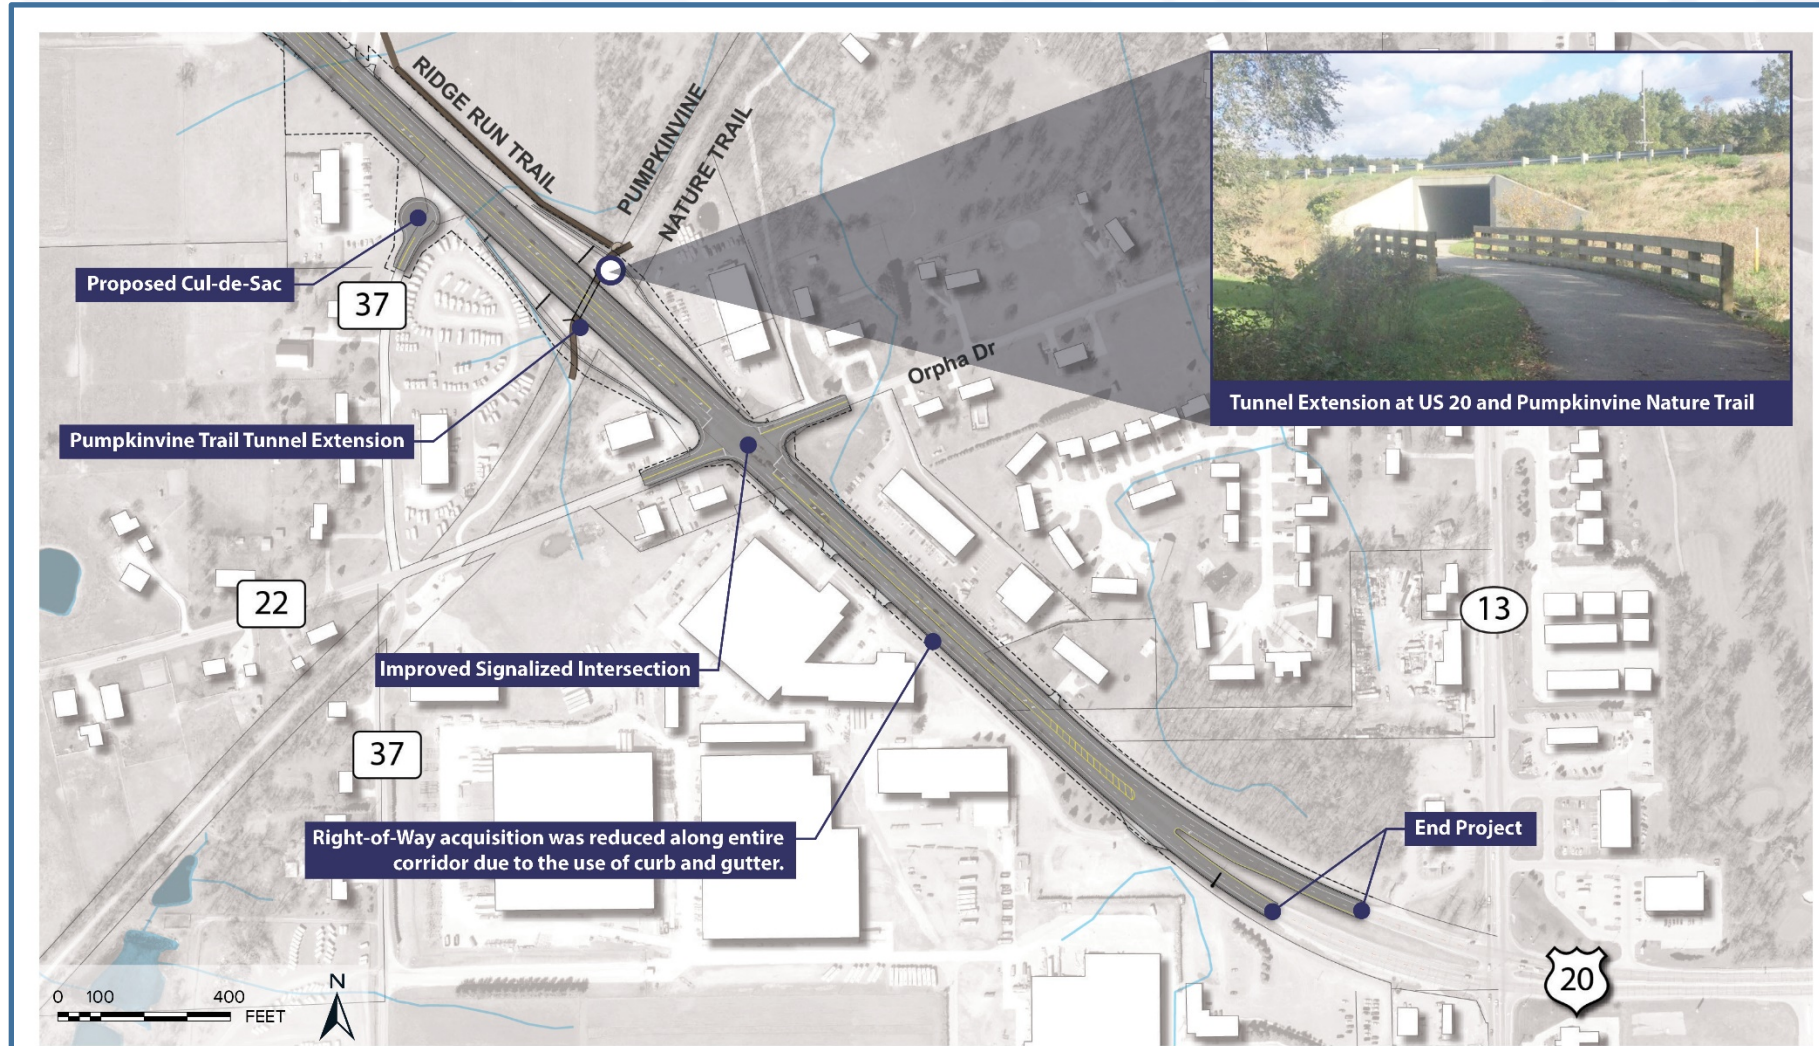 RIDGE RUN TRAIL
PUMPKINVINE
NATURE TRAIL
Proposed Cul-de-Sac
37
Orpha Dr
Tunnel Extension at US 20 and Pumpkinvine Nature Trail
Pumpkinvine Trail Tunnel Extension
22
13
Improved Signalized Intersection
37
Right-of-Way acquisition was reduced along entire
corridor due to the use of curb and gutter.
End Project
20
N
0 100 400
FEET